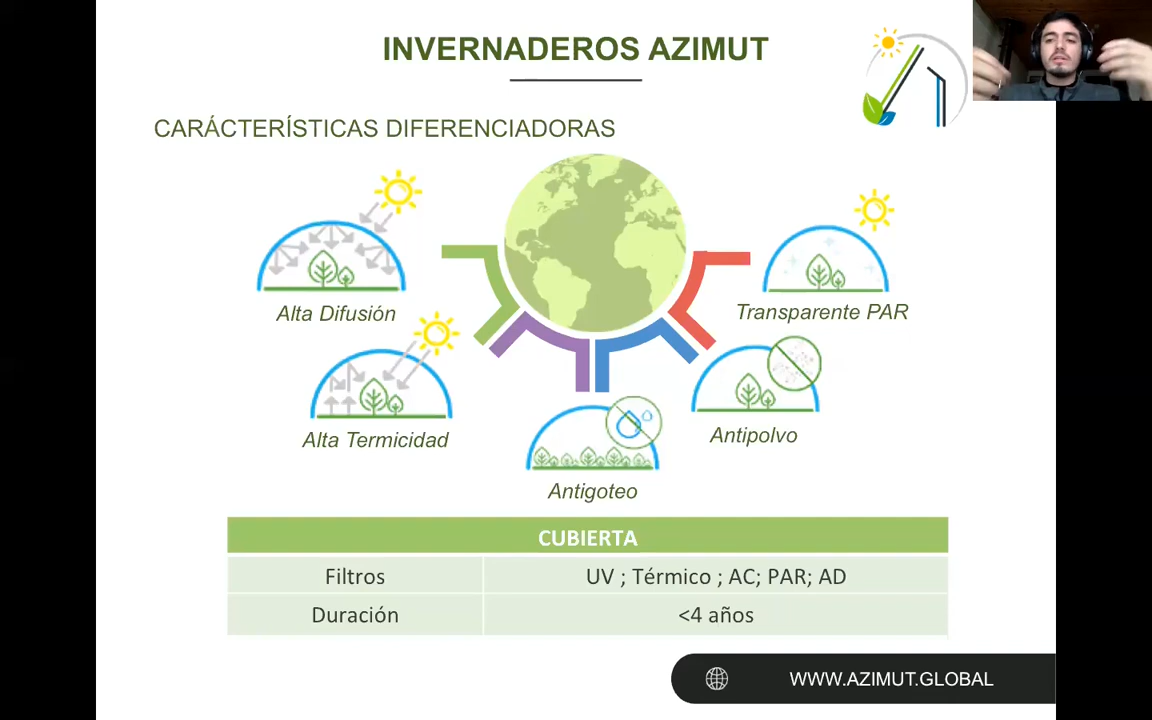 INVERNADEROS AZIMUT
CARÁCTERÍSTICAS DIFERENCIADORAS
Alta Difusión
Transparente PAR
Alta Termicidad
Antipolvo
Antigoteo
CUBIERTA
Filtros UV ; Térmico ; AC; PAR; AD
Duración <4 años
WWW.AZIMUT.GLOBAL